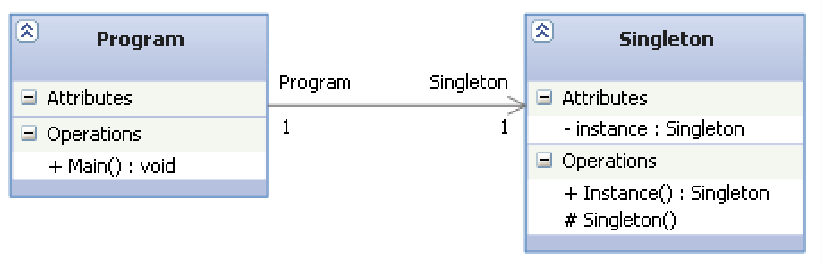 Program
Attributes
Operations
+ Main() : void
Program
1
Singleton
1
Singleton
Attributes
- instance : Singleton
Operations
+ Instance() : Singleton
# Singleton()